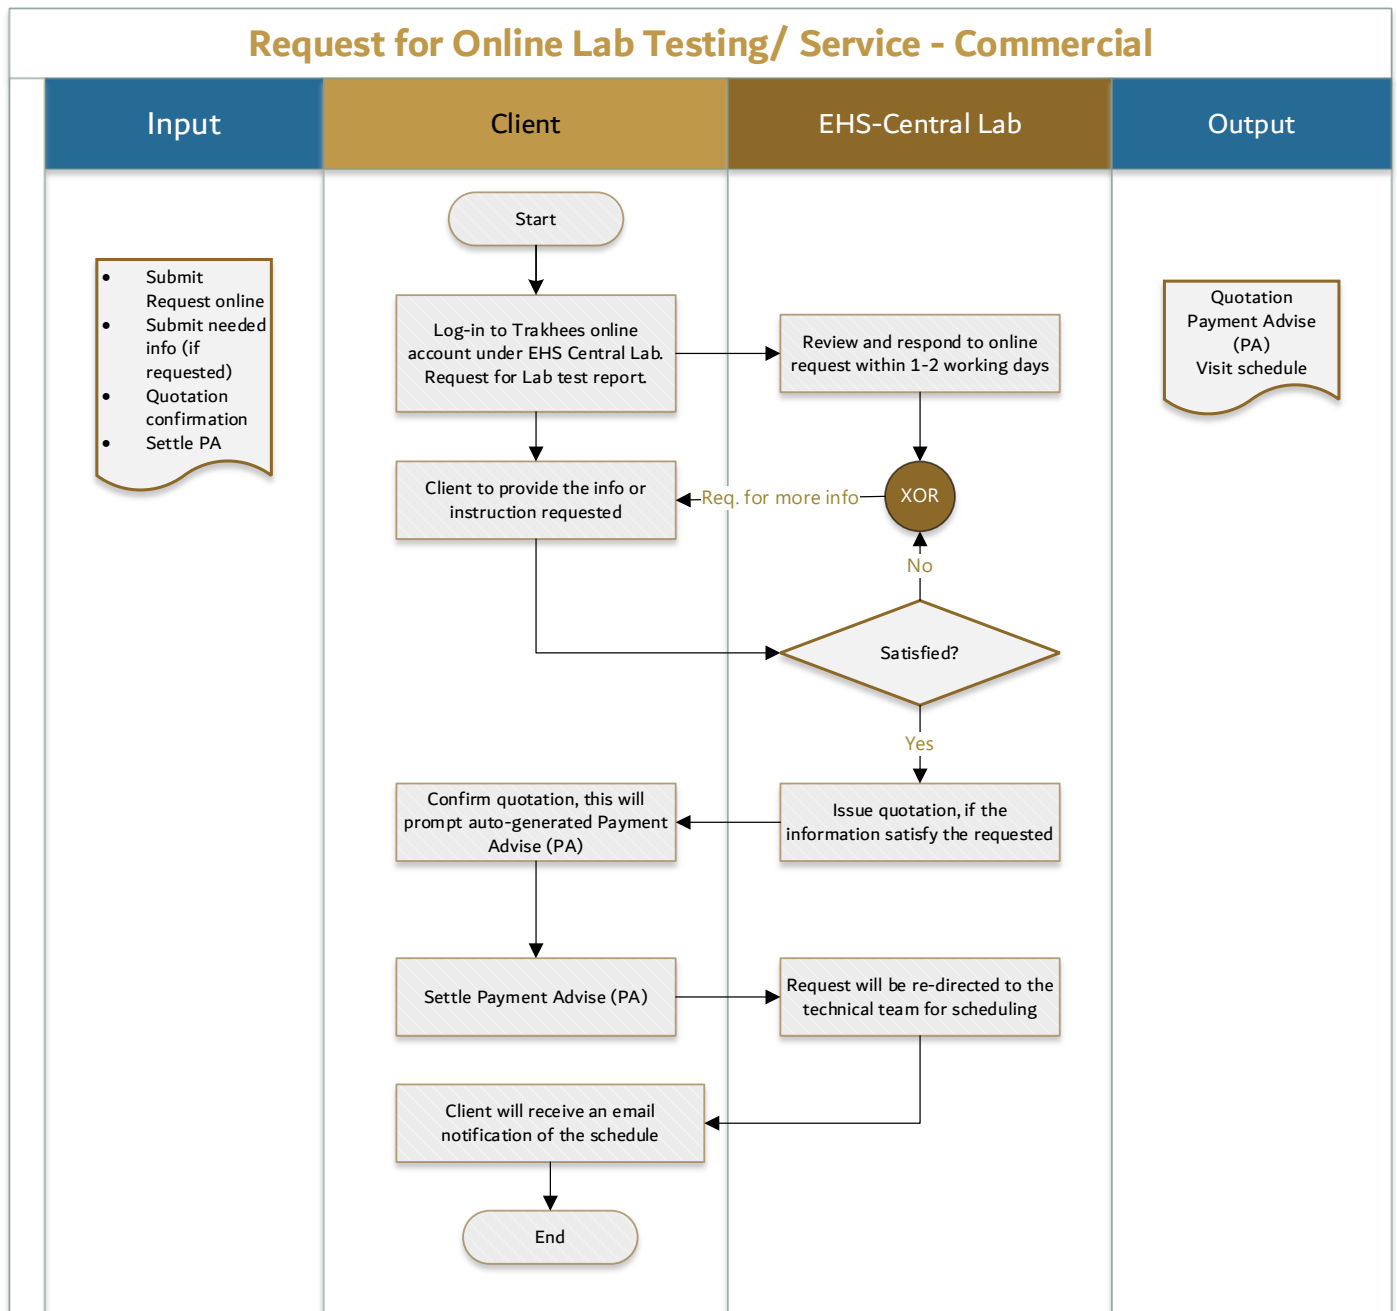 Request for Online Lab Testing/ Service - Commercial
Input
Client
EHS-Central Lab
Output
Start
• Submit
Request online
• Submit needed
info (if
requested)
• Quotation
confirmation
• Settle PA
Log-in to Trakhees online
account under EHS Central Lab.
Request for Lab test report.
Review and respond to online
request within 1-2 working days
Quotation
Payment Advise
(PA)
Visit schedule
Client to provide the info or
instruction requested
Req. for more info
XOR
No
Satisfied?
Yes
Confirm quotation, this will
prompt auto-generated Payment
Advise (PA)
Issue quotation, if the
information satisfy the requested
Settle Payment Advise (PA)
Request will be re-directed to the
technical team for scheduling
Client will receive an email
notification of the schedule
End